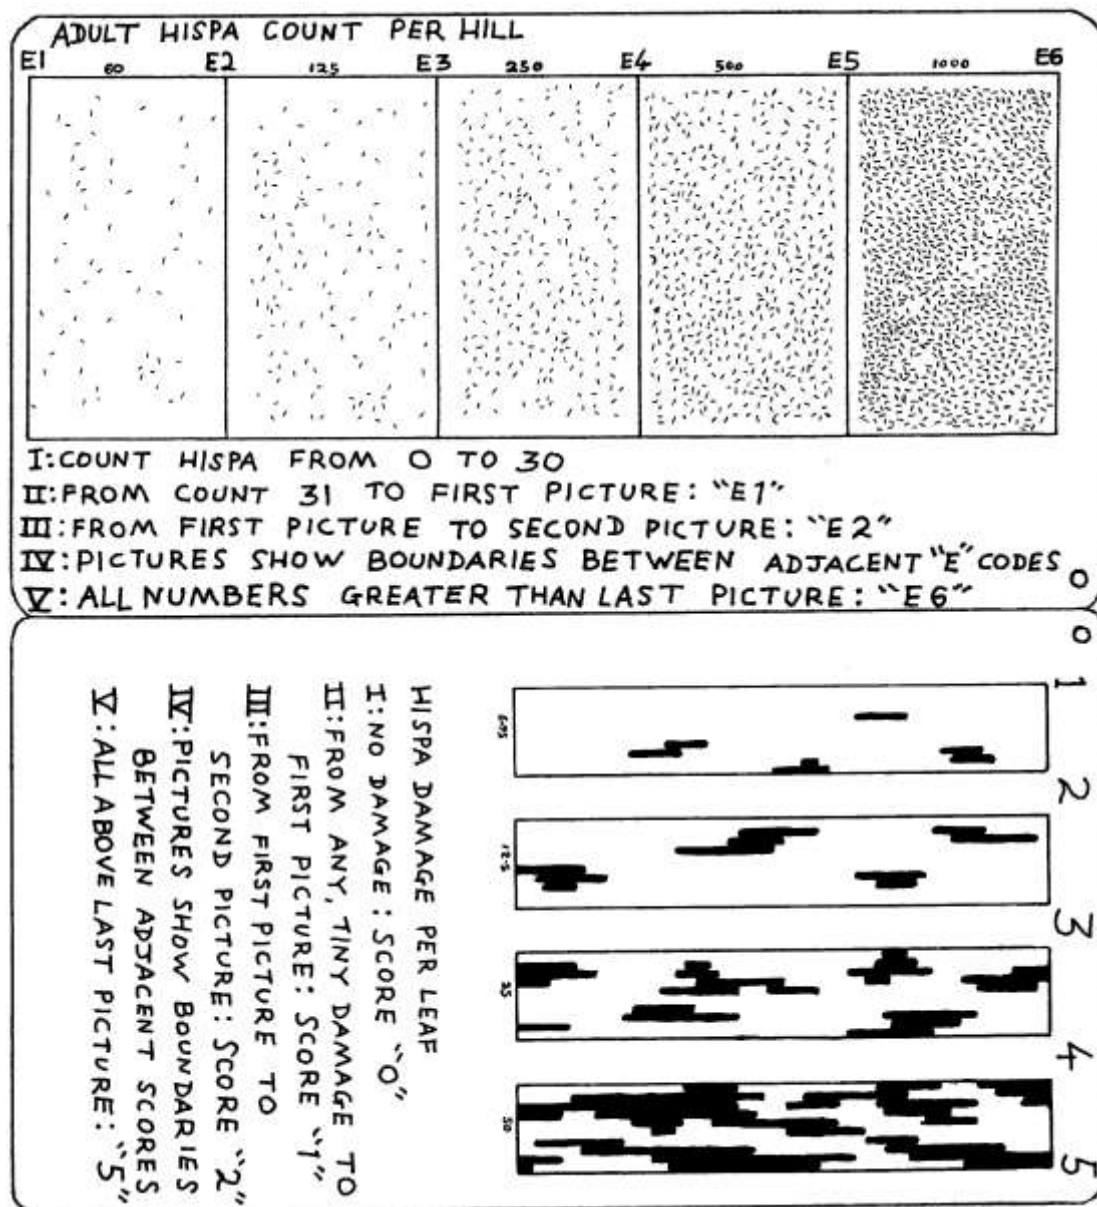 ADULT HISPA COUNT PER HILL
E1 60 E2 125 E3 250 E4 500 E5 1000 E6
I: COUNT HISPA FROM 0 TO 30
II: FROM COUNT 31 TO FIRST PICTURE: "E1"
III: FROM FIRST PICTURE TO SECOND PICTURE: "E2"
IV: PICTURES SHOW BOUNDARIES BETWEEN ADJACENT "E" CODES
V: ALL NUMBERS GREATER THAN LAST PICTURE: "E6"
HISPA DAMAGE PER LEAF
I: NO DAMAGE: SCORE "0"
II: FROM ANY, TINY DAMAGE TO
FIRST PICTURE: SCORE "1"
III: FROM FIRST PICTURE TO
SECOND PICTURE: SCORE "2"
IV: PICTURES SHOW BOUNDARIES
BETWEEN ADJACENT SCORES
V: ALL ABOVE LAST PICTURE: "5"
1
2
12.5
3
25
4
50
5